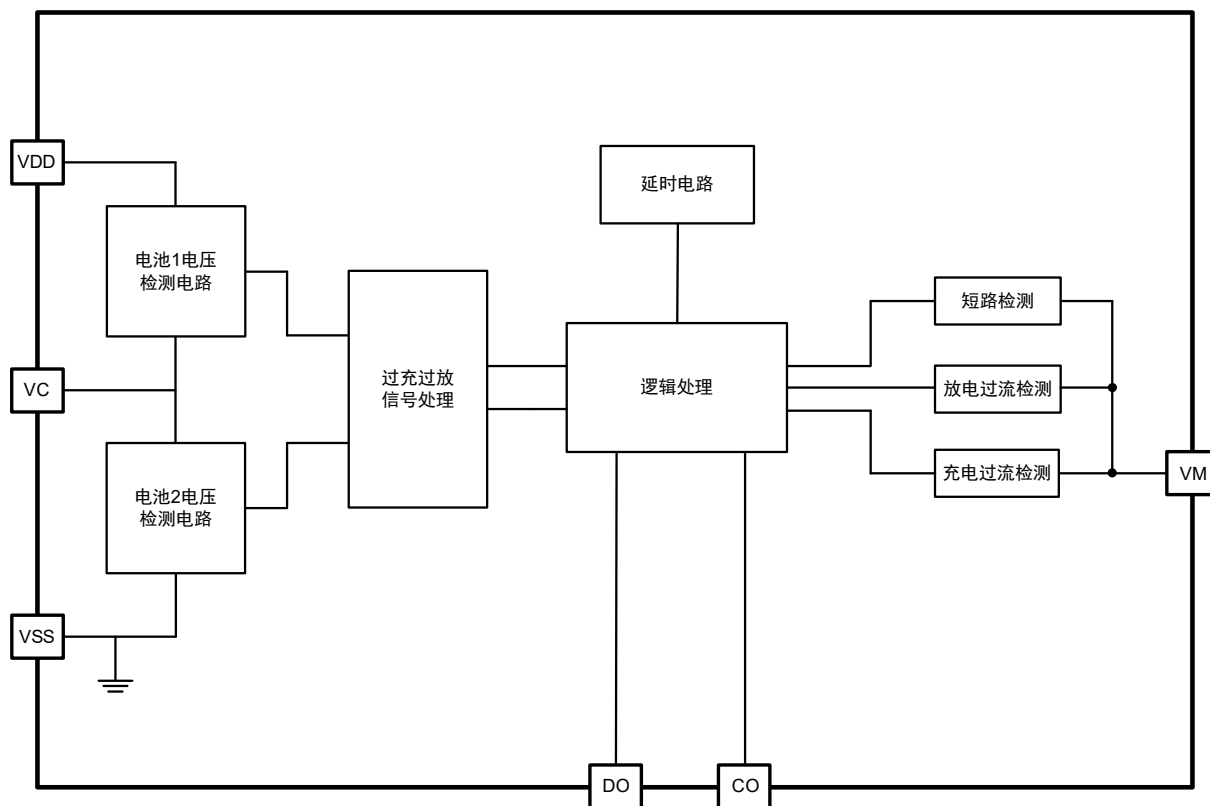 VDD
延时电路
电池1电压
检测电路
短路检测
VC
过充过放
信号处理
逻辑处理
放电过流检测
充电过流检测
VM
电池2电压
检测电路
VSS
DO
CO